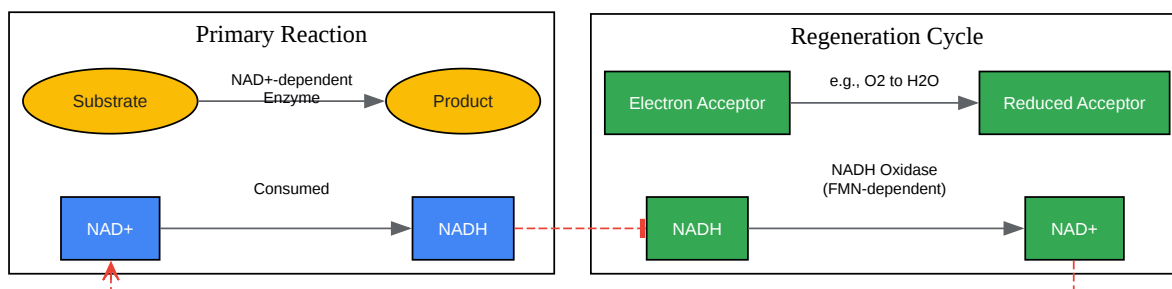 Primary Reaction
Substrate
NAD+-dependent
Enzyme
Product
Consumed
NAD+
NADH
Regeneration Cycle
Electron Acceptor
e.g., O2 to H2O
Reduced Acceptor
NADH Oxidase
(FMN-dependent)
NADH
NAD+